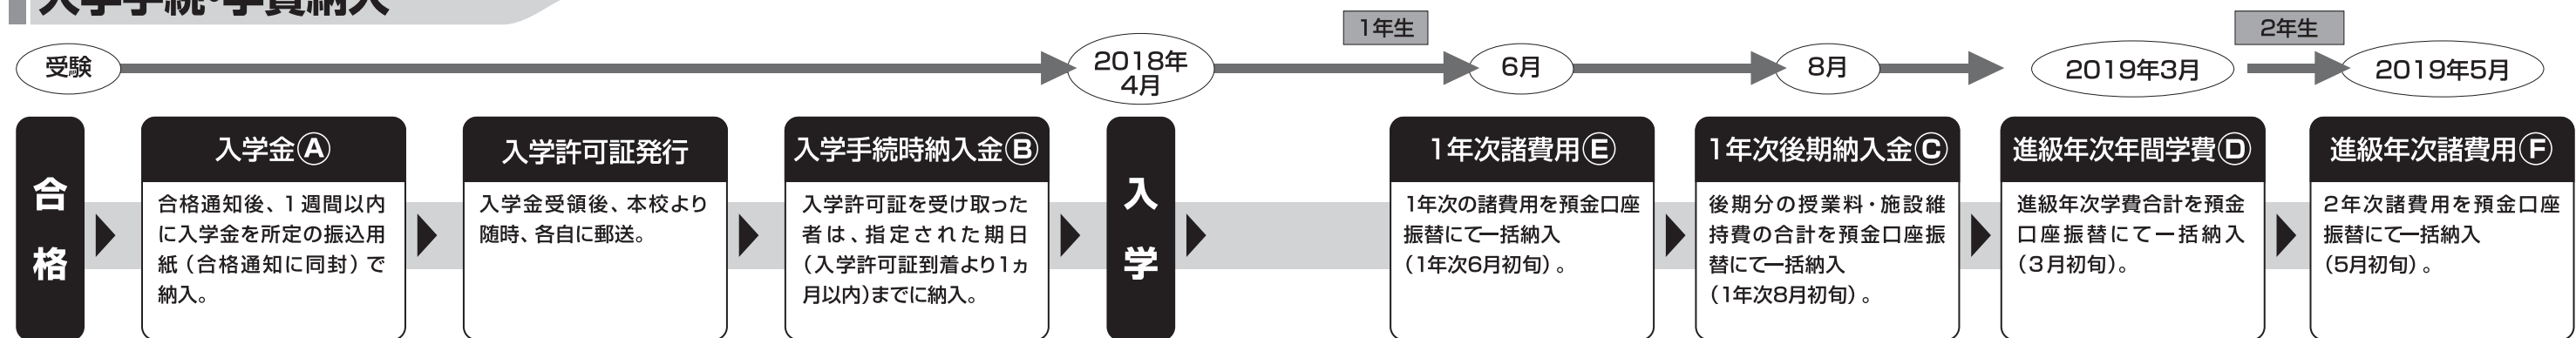 入学手続・学費納入
1年生
2年生
受験
2018年
4月
6月
8月
2019年3月
2019年5月
合格
入学金Ⓐ
合格通知後、1週間以内
に入学金を所定の振込用
紙（合格通知に同封）で
納入。
入学許可証発行
入学金受領後、本校より
随時、各自に郵送。
入学手続時納入金Ⓑ
入学許可証を受け取った
者は、指定された期日
（入学許可証到着より1ヵ
月以内）までに納入。
入学
1年次諸費用Ⓔ
1年次の諸費用を預金口座
振替にて一括納入
（1年次6月初旬）。
1年次後期納入金Ⓒ
後期分の授業料・施設維
持費の合計を預金口座振
替にて一括納入
（1年次8月初旬）。
進級年次年間学費Ⓓ
進級年次学費合計を預金
口座振替にて一括納入
（3月初旬）。
進級年次諸費用Ⓕ
2年次諸費用を預金口座
振替にて一括納入
（5月初旬）。